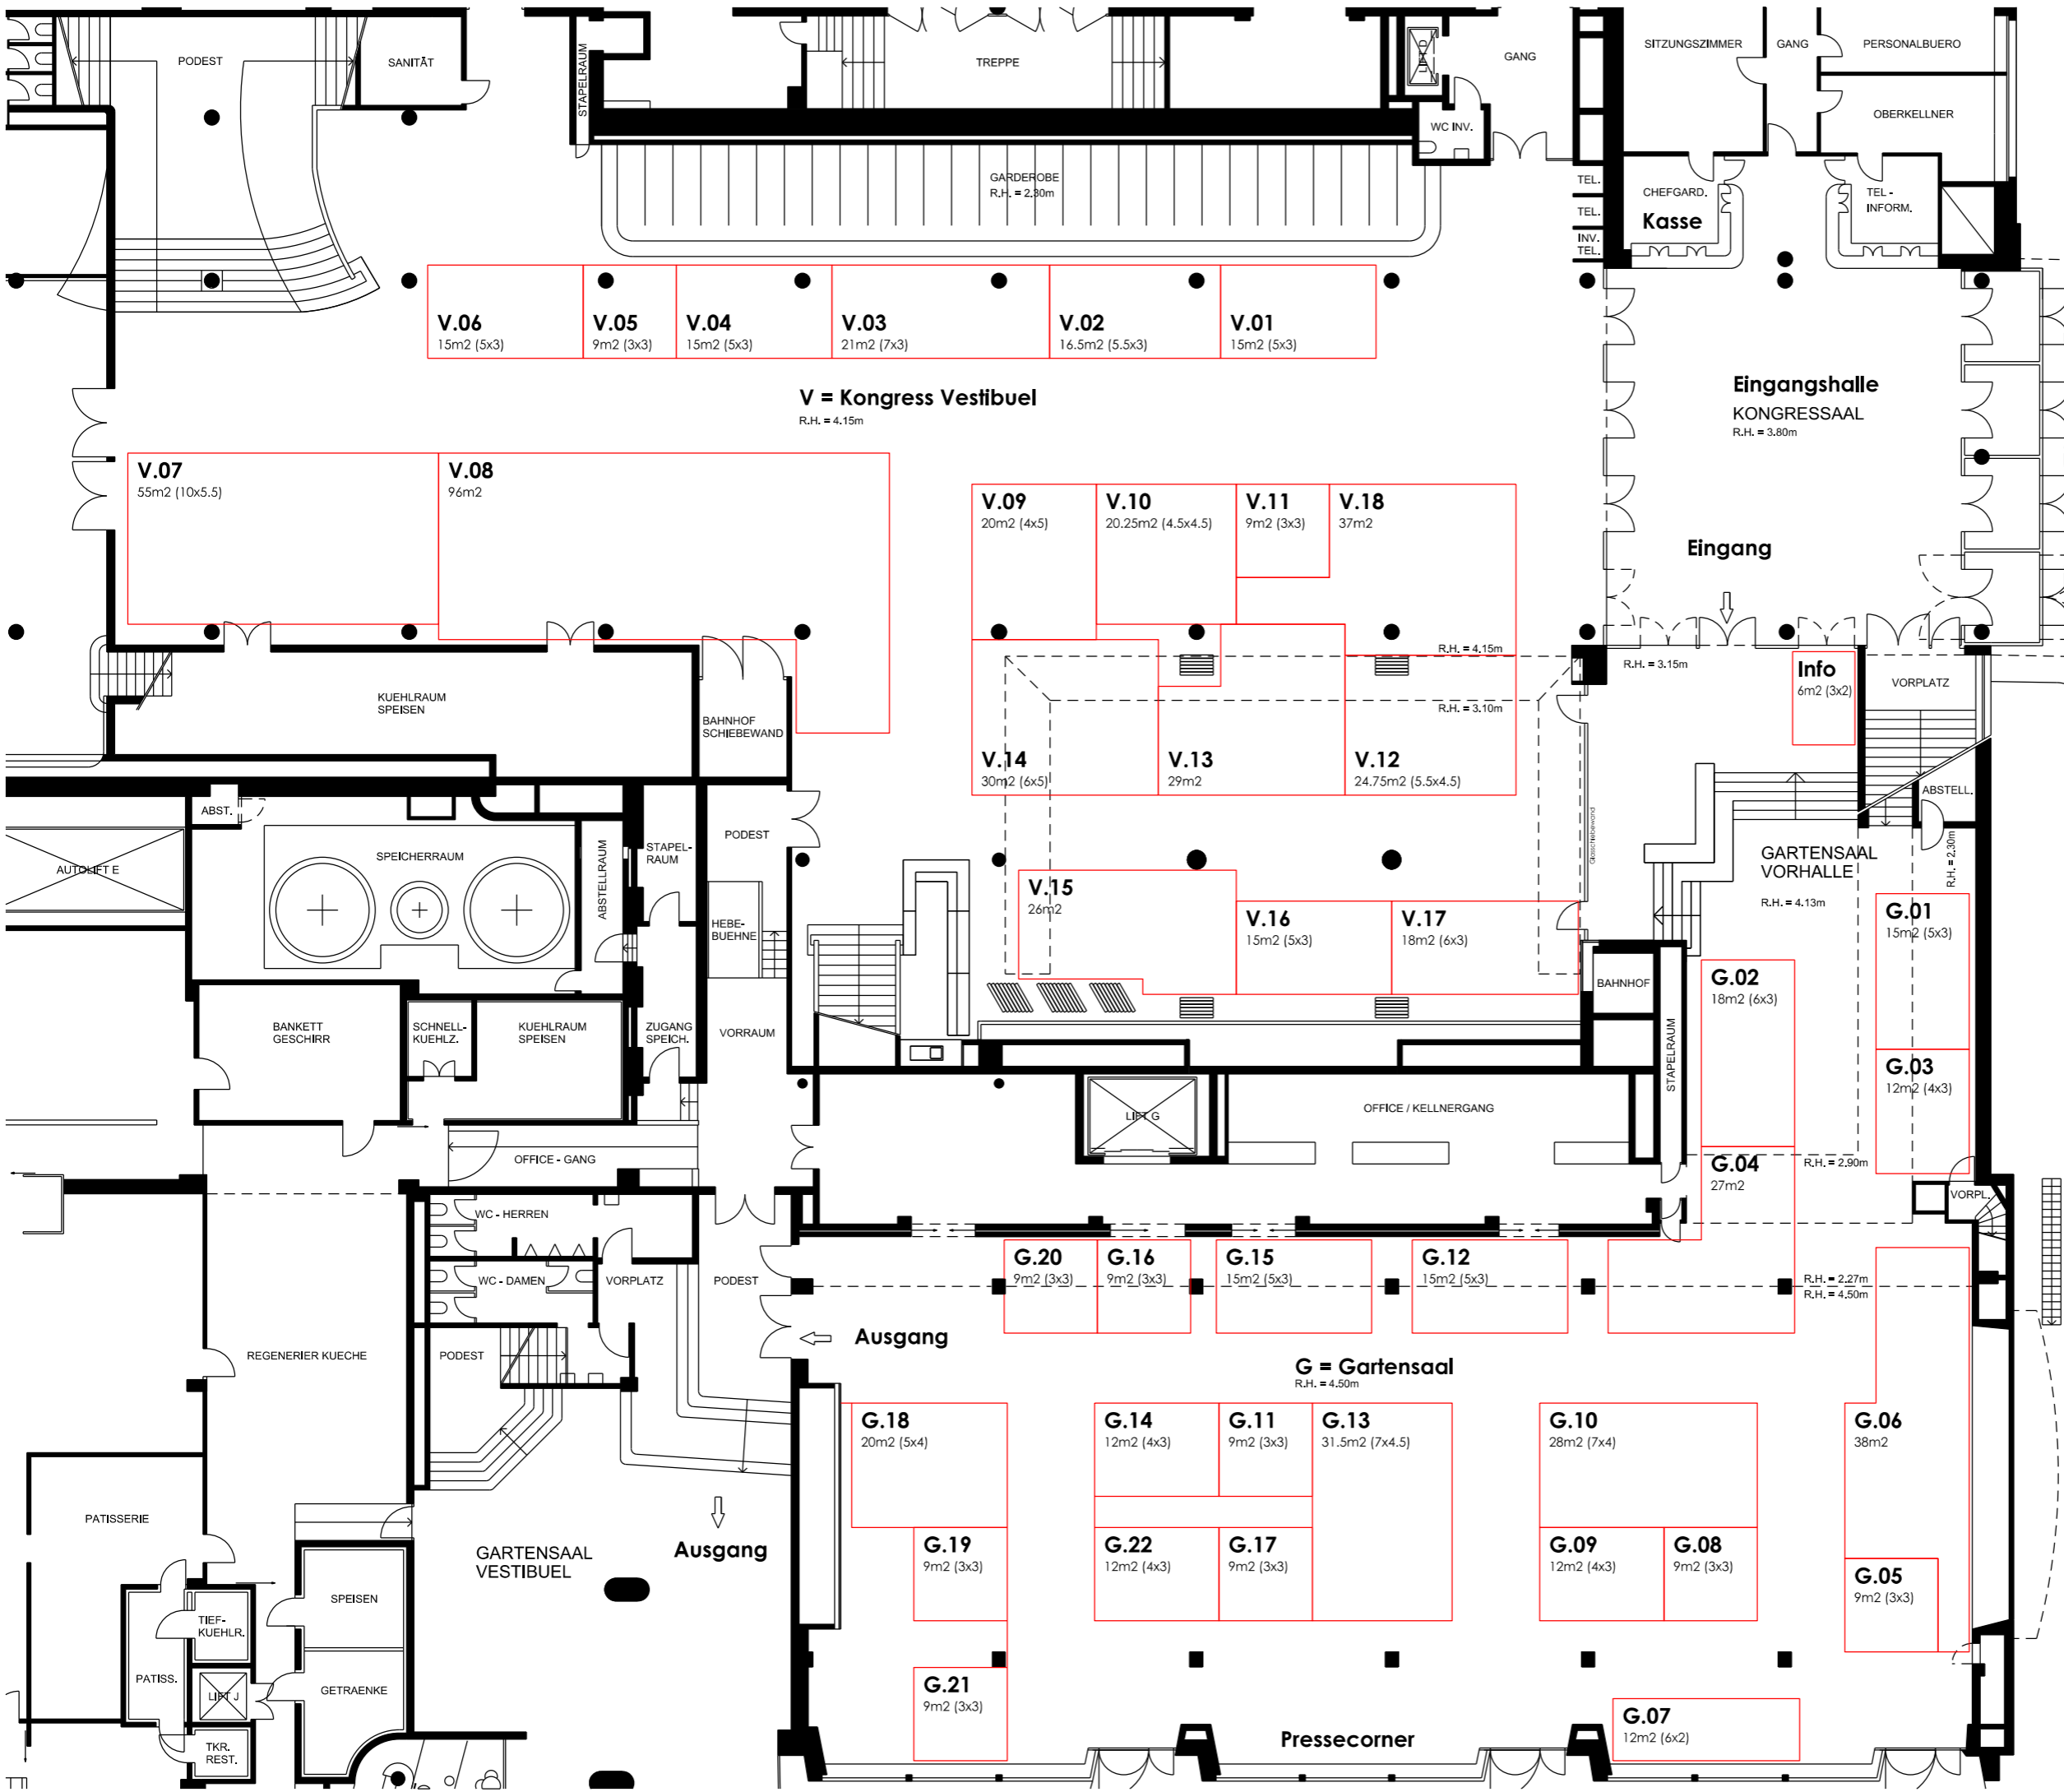 PODEST
SANITÄT
STAPELRAUM
TREPPE
LIFT D
GANG
SITZUNGSZIMMER
GANG
PERSONALBUERO
OBERKELLNER
WC INV.
GARDEROBE
R.H. = 2.30m
TEL.
TEL.
INV.
TEL.
CHEFGARD.
Kasse
TEL -
INFORM.
V.06
15m2 (5x3)
V.05
9m2 (3x3)
V.04
15m2 (5x3)
V.03
21m2 (7x3)
V.02
16.5m2 (5.5x3)
V.01
15m2 (5x3)
V = Kongress Vestibuel
R.H. = 4.15m
Eingangshalle
KONGRESSAAL
R.H. = 3.80m
V.07
55m2 (10x5.5)
V.08
96m2
V.09
20m2 (4x5)
V.10
20.25m2 (4.5x4.5)
V.11
9m2 (3x3)
V.18
37m2
Eingang
R.H. = 4.15m
R.H. = 3.15m
Info
6m2 (3x2)
VORPLATZ
KUEHLRAUM
SPEISEN
BAHNHOF
SCHIEBEWAND
R.H. = 3.10m
V.14
30m2 (6x5)
V.13
29m2
V.12
24.75m2 (5.5x4.5)
ABSTELL.
ABST.
SPEICHERRAUM
ABSTELLRAUM
STAPEL-
RAUM
PODEST
AUTOLIFT E
HEBE-
BUEHNE
Glasschiebewand
GARTENSAAL
VORHALLE
R.H. = 4.13m
R.H. = 2.30m
V.15
26m2
V.16
15m2 (5x3)
V.17
18m2 (6x3)
G.01
15m2 (5x3)
G.02
18m2 (6x3)
BAHNHOF
BANKETT
GESCHIRR
SCHNELL-
KUEHLZ.
KUEHLRAUM
SPEISEN
ZUGANG
SPEICH.
VORRAUM
STAPELRAUM
G.03
12m2 (4x3)
LIFT G
OFFICE / KELLNERGANG
OFFICE - GANG
G.04
27m2
R.H. = 2.90m
VORPL.
WC - HERREN
WC - DAMEN
VORPLATZ
PODEST
G.20
9m2 (3x3)
G.16
9m2 (3x3)
G.15
15m2 (5x3)
G.12
15m2 (5x3)
R.H. = 2.27m
R.H. = 4.50m
REGENERIER KUECHE
PODEST
Ausgang
G = Gartensaal
R.H. = 4.50m
G.18
20m2 (5x4)
G.14
12m2 (4x3)
G.11
9m2 (3x3)
G.13
31.5m2 (7x4.5)
G.10
28m2 (7x4)
G.06
38m2
PATISSERIE
GARTENSAAL
VESTIBUEL
Ausgang
G.19
9m2 (3x3)
G.22
12m2 (4x3)
G.17
9m2 (3x3)
G.09
12m2 (4x3)
G.08
9m2 (3x3)
G.05
9m2 (3x3)
SPEISEN
TIEF-
KUEHLR.
PATISS.
LIFT J
GETRAENKE
G.21
9m2 (3x3)
G.07
12m2 (6x2)
Pressecorner
TKR.
REST.